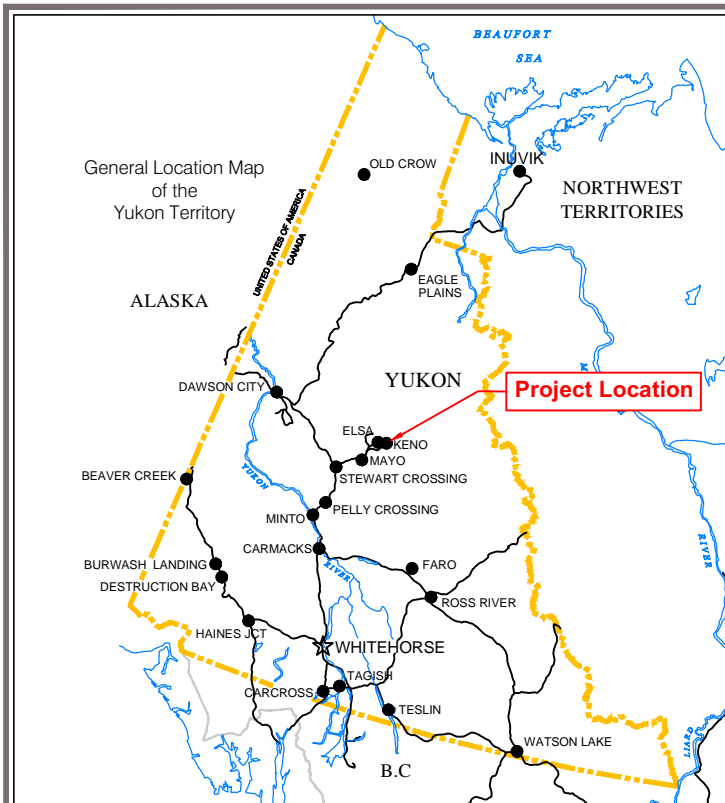 BEAUFORT
SEA
General Location Map
of the
Yukon Territory
OLD CROW
INUVIK
NORTHWEST
TERRITORIES
UNITED STATES OF AMERICA
CANADA
EAGLE
PLAINS
ALASKA
DAWSON CITY
YUKON
Project Location
ELSA
KENO
MAYO
STEWART CROSSING
BEAVER CREEK
YUKON
PELLY CROSSING
MINTO
CARMACKS
RIVER
RIVER
BURWASH LANDING
FARO
DESTRUCTION BAY
ROSS RIVER
HAINES JCT
WHITEHORSE
TAGISH
CARCROSS
TESLIN
WATSON LAKE
LIARD
B.C